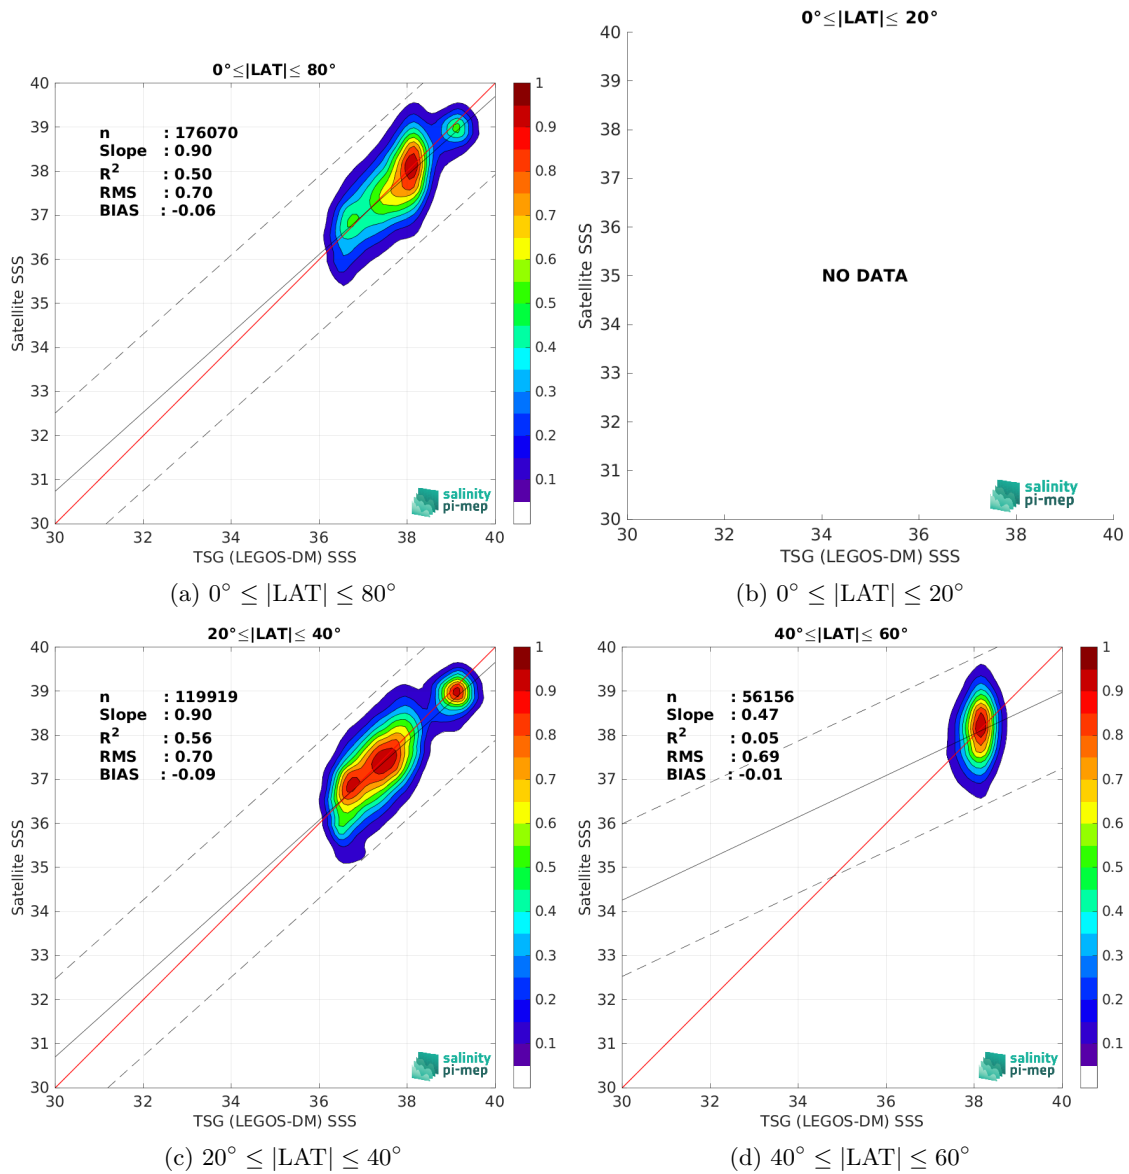 0°≤|LAT|≤ 80°
40
39
38
37
36
35
34
33
32
31
30
Satellite SSS
n : 176070
Slope : 0.90
R² : 0.50
RMS : 0.70
BIAS : -0.06
salinity
pi-mep
30 32 34 36 38 40
TSG (LEGOS-DM) SSS
1
0.9
0.8
0.7
0.6
0.5
0.4
0.3
0.2
0.1
(a) 0° ≤ |LAT| ≤ 80°
0°≤|LAT|≤ 20°
40
39
38
37
36
35
34
33
32
31
30
Satellite SSS
NO DATA
salinity
pi-mep
30 32 34 36 38 40
TSG (LEGOS-DM) SSS
(b) 0° ≤ |LAT| ≤ 20°
20°≤|LAT|≤ 40°
40
39
38
37
36
35
34
33
32
31
30
Satellite SSS
n : 119919
Slope : 0.90
R² : 0.56
RMS : 0.70
BIAS : -0.09
salinity
pi-mep
30 32 34 36 38 40
TSG (LEGOS-DM) SSS
1
0.9
0.8
0.7
0.6
0.5
0.4
0.3
0.2
0.1
(c) 20° ≤ |LAT| ≤ 40°
40°≤|LAT|≤ 60°
40
39
38
37
36
35
34
33
32
31
30
Satellite SSS
n : 56156
Slope : 0.47
R² : 0.05
RMS : 0.69
BIAS : -0.01
salinity
pi-mep
30 32 34 36 38 40
TSG (LEGOS-DM) SSS
1
0.9
0.8
0.7
0.6
0.5
0.4
0.3
0.2
0.1
(d) 40° ≤ |LAT| ≤ 60°